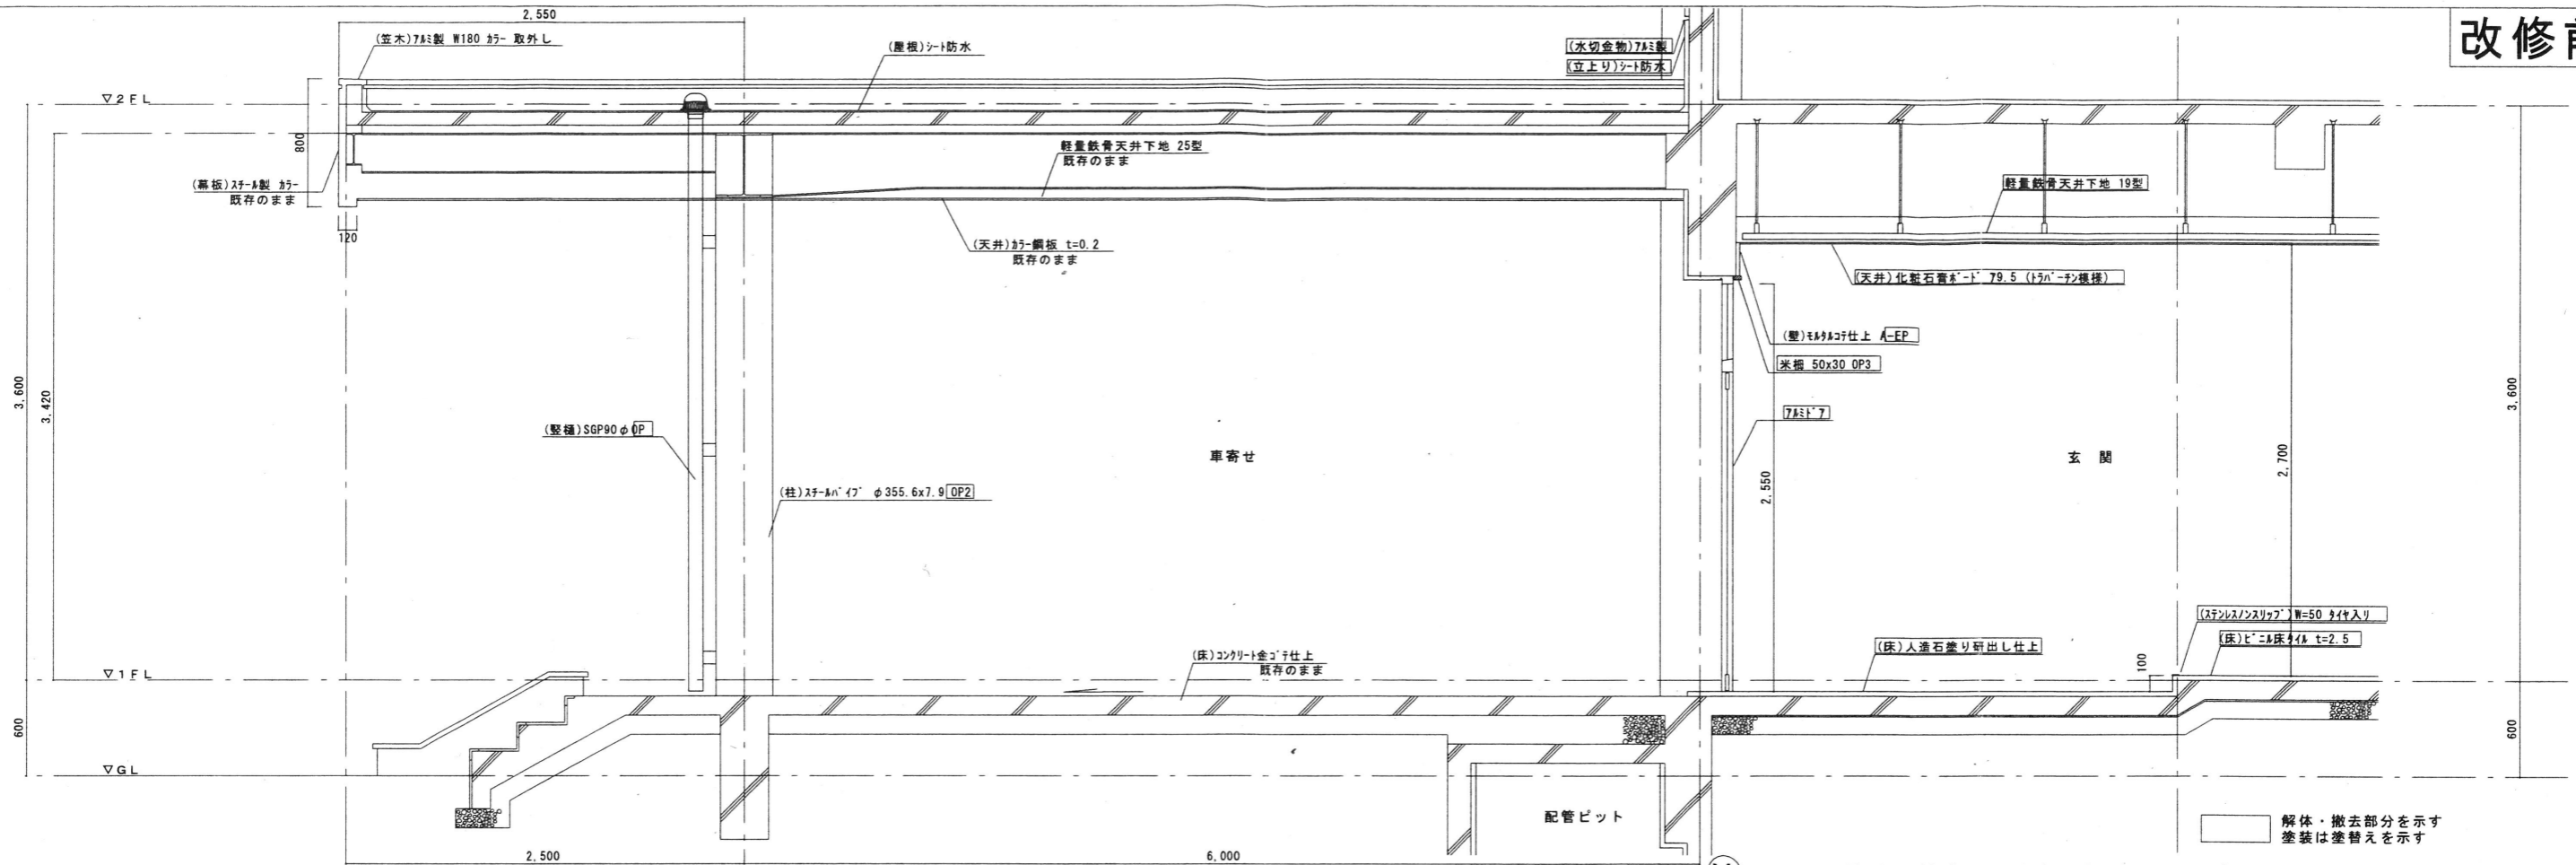 2,550
改修前
(笠木)アルミ製 W180 カラー 取外し
(屋根)シート防水
(水切金物)アルミ製
(立上り)シート防水
▽2FL
800
軽量鉄骨天井下地 25型
既存のまま
(幕板)スチール製 カラー
既存のまま
軽量鉄骨天井下地 19型
120
(天井)カラー鋼板 t=0.2
既存のまま
(天井)化粧石膏ボード 79.5 (トラバーチン模様)
(壁)モルタルコテ仕上 A-EP
米栂 50x30 OP3
3,600
3,420
3,600
アルミドア
(竪樋)SGP90φOP
車寄せ
玄 関
2,700
2,550
(柱)スチールパイプ φ355.6x7.9 OP2
(ステンレスノンスリップ)W=50 タイヤ入り
(床)ビニル床タイル t=2.5
(床)人造石塗り研出し仕上
(床)コンクリート金ゴテ仕上
既存のまま
100
▽1FL
600
600
▽GL
配管ピット
解体・撤去部分を示す
塗装は塗替えを示す
2,500
6,000